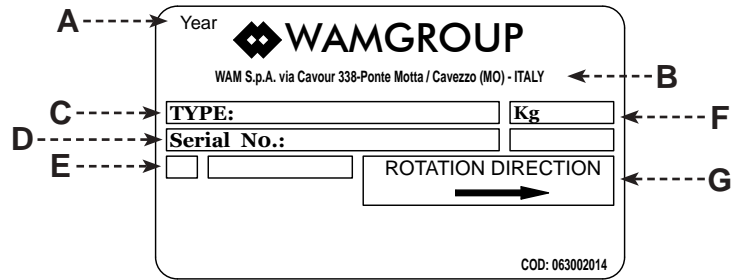 A Year
WAMGROUP
WAM S.p.A. via Cavour 338-Ponte Motta / Cavezzo (MO) - ITALY B
C TYPE: Kg F
D Serial No.:
E ROTATION DIRECTION G
COD: 063002014